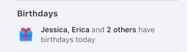 Birthdays
Jessica, Erica and 2 others have
birthdays today